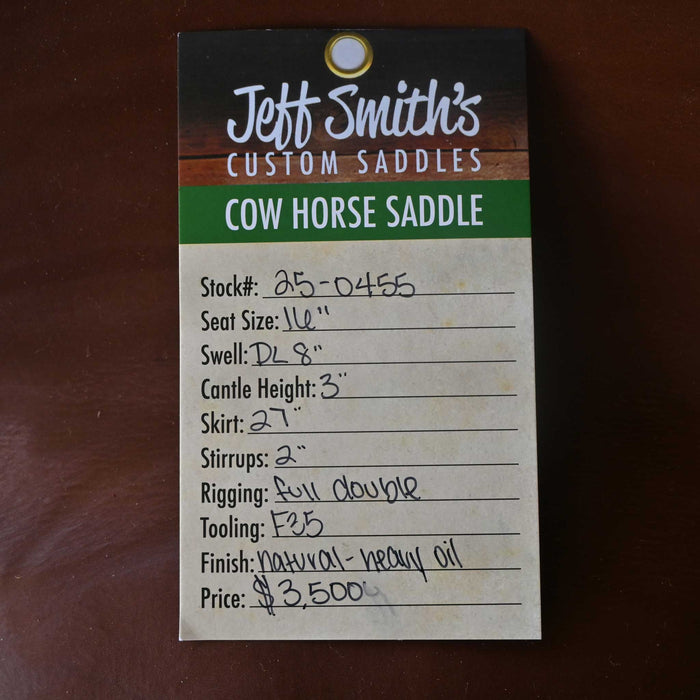 Jeff Smith's
CUSTOM SADDLES
COW HORSE SADDLE
Stock#: 25-0455
Seat Size: 16"
Swell: DL 8"
Cantle Height: 3"
Skirt: 27"
Stirrups: 2"
Rigging: full double
Tooling: F35
Finish: natural-heavy oil
Price: $3,500